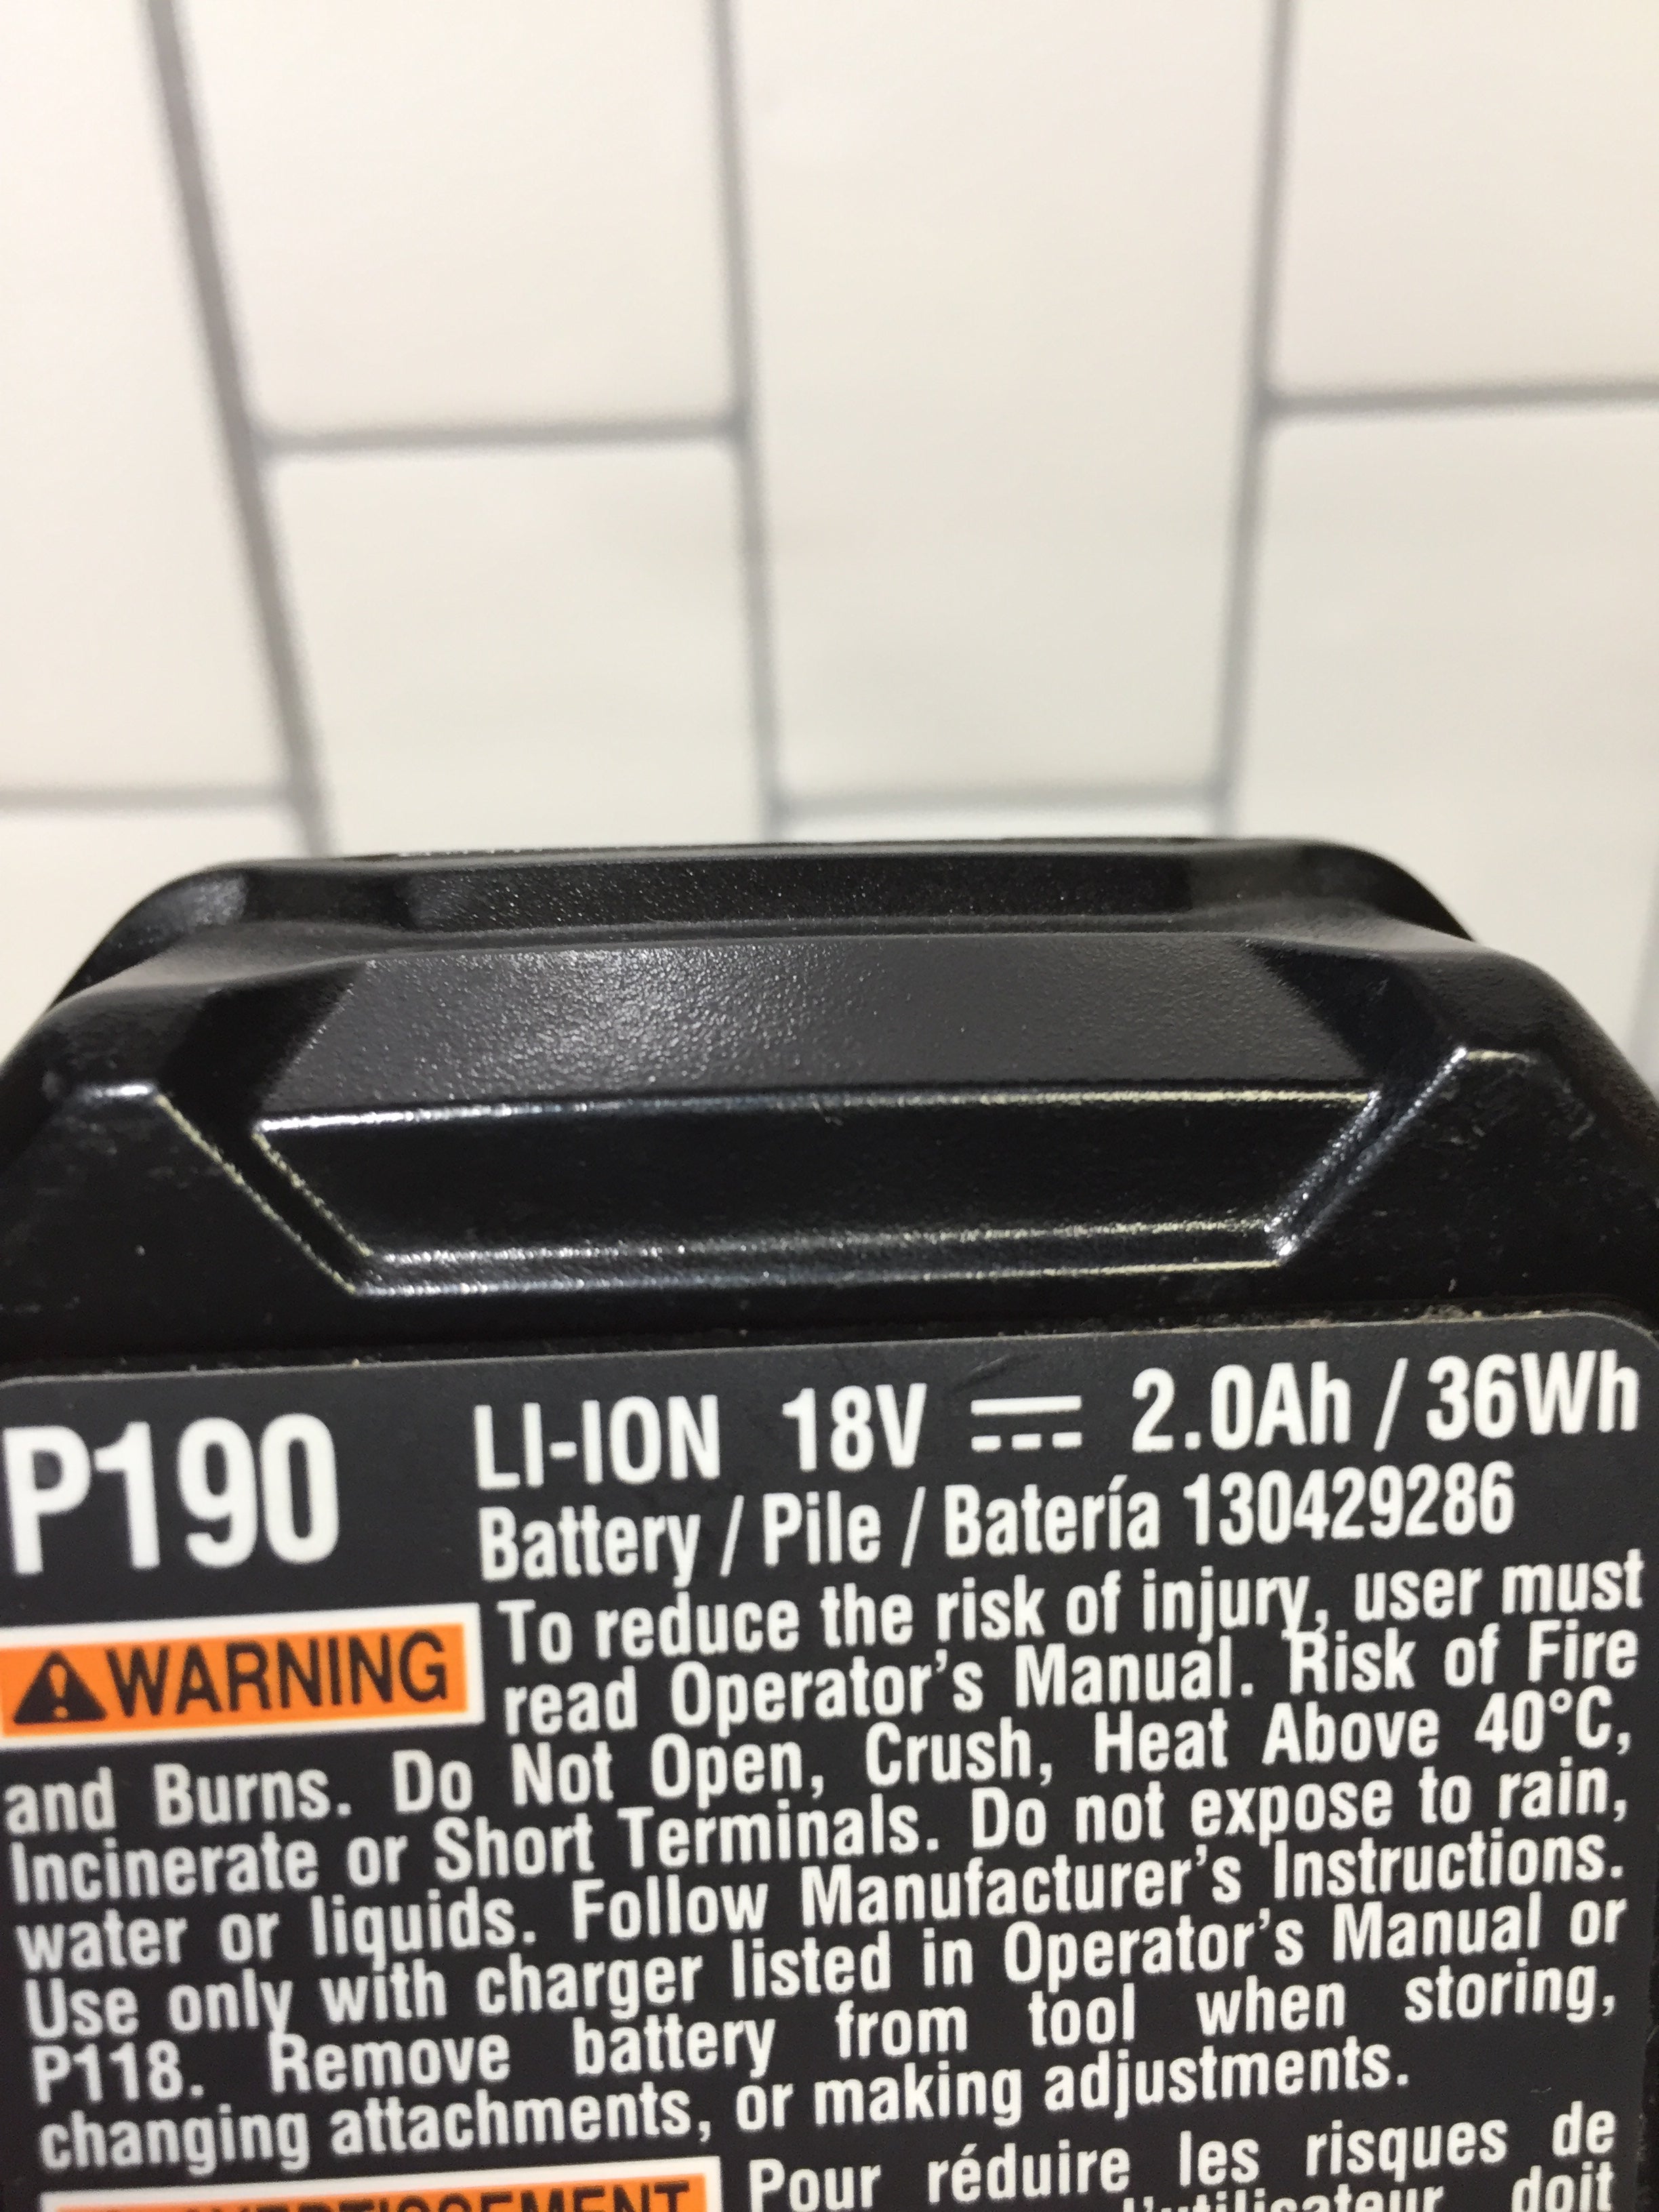 P190 LI-ION 18V ⎓ 2.0Ah / 36Wh
Battery / Pile / Batería 130429286
WARNING To reduce the risk of injury, user must
read Operator's Manual. Risk of Fire
and Burns. Do Not Open, Crush, Heat Above 40°C,
Incinerate or Short Terminals. Do not expose to rain,
water or liquids. Follow Manufacturer's Instructions.
Use only with charger listed in Operator's Manual or
P118. Remove battery from tool when storing,
changing attachments, or making adjustments.
AVERTISSEMENT Pour réduire les risques de
l'utilisateur doit